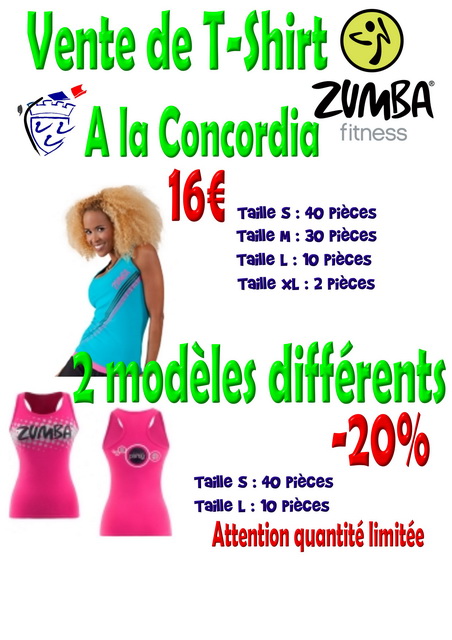 Vente de T-Shirt
ZUMBA®
fitness
A la Concordia
16€
Taille S : 40 Pièces
Taille M : 30 Pièces
Taille L : 10 Pièces
Taille XL : 2 Pièces
2 modèles différents
ZUMBA
-20%
Taille S : 40 Pièces
Taille L : 10 Pièces
Attention quantité limitée